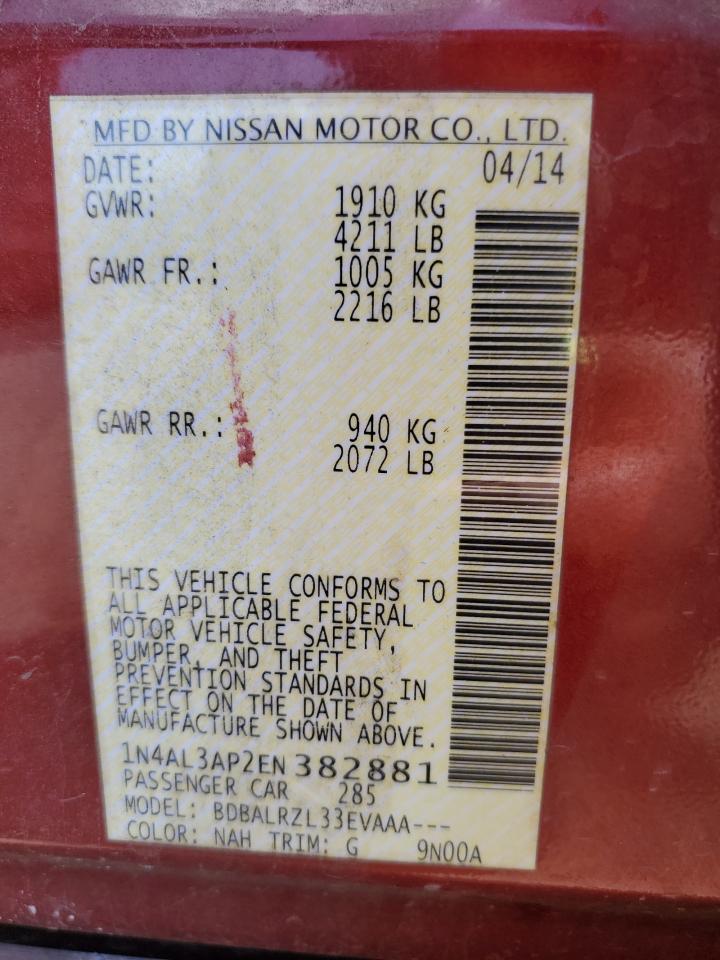 MFD BY NISSAN MOTOR CO., LTD.
DATE: 04/14
GVWR: 1910 KG
4211 LB
GAWR FR.: 1005 KG
2216 LB
GAWR RR.: 940 KG
2072 LB
THIS VEHICLE CONFORMS TO
ALL APPLICABLE FEDERAL
MOTOR VEHICLE SAFETY,
BUMPER, AND THEFT
PREVENTION STANDARDS IN
EFFECT ON THE DATE OF
MANUFACTURE SHOWN ABOVE.
1N4AL3AP2EN 382881
PASSENGER CAR 285
MODEL: BDBALRZL33EVAAA---
COLOR: NAH TRIM: G 9N00A